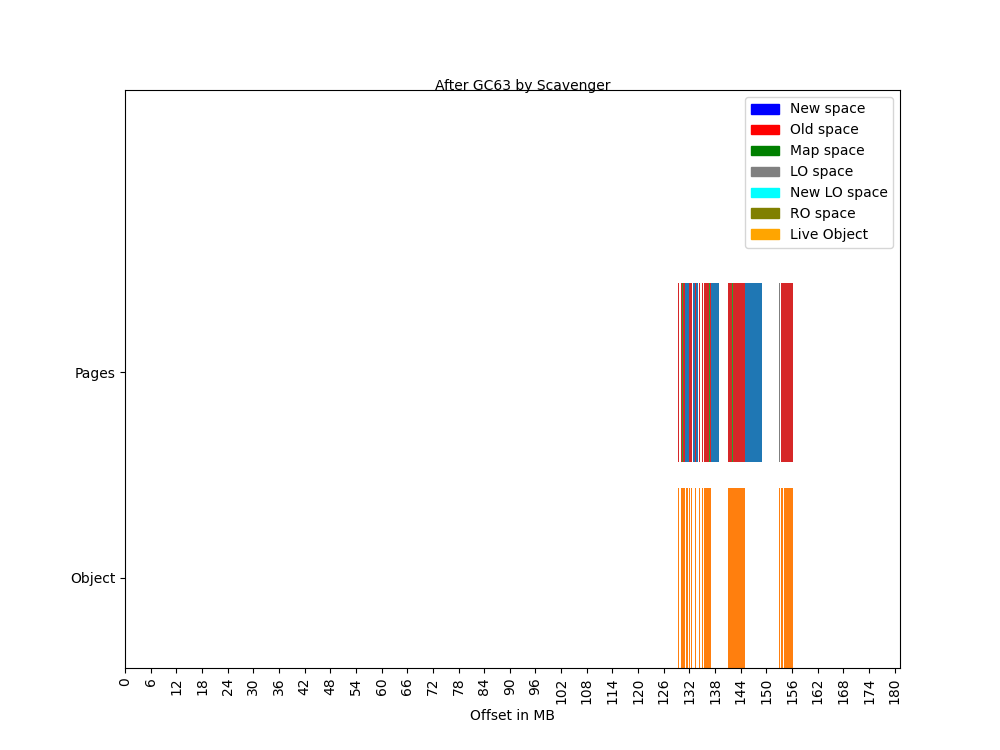 After GC63 by Scavenger
New space
Old space
Map space
LO space
New LO space
RO space
Live Object
Pages
Object
0 6 12 18 24 30 36 42 48 54 60 66 72 78 84 90 96 102 108 114 120 126 132 138 144 150 156 162 168 174 180
Offset in MB